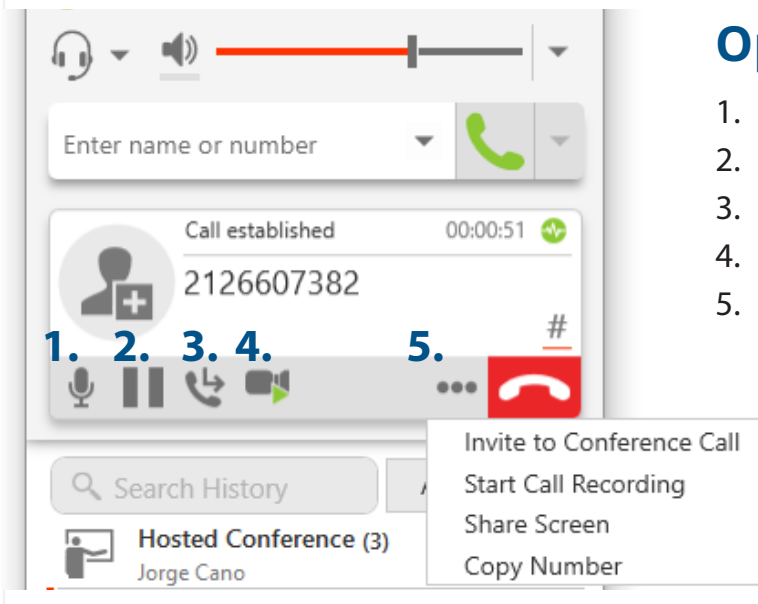 Enter name or number
Call established 00:00:51
2126607382
#
1. 2. 3. 4. 5.
Invite to Conference Call
Start Call Recording
Share Screen
Copy Number
Search History
Hosted Conference (3)
Jorge Cano
1.
2.
3.
4.
5.